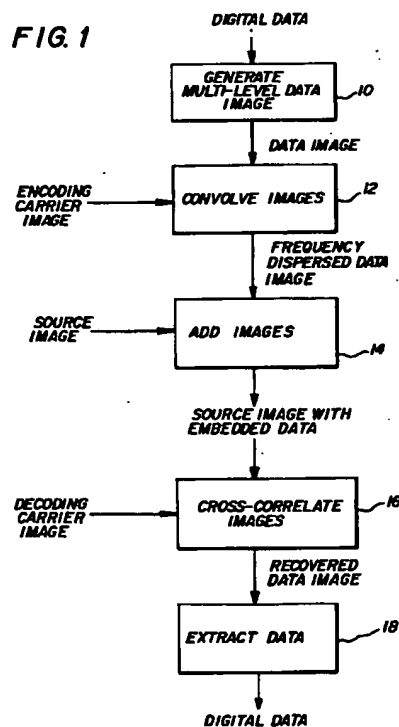 FIG. 1
DIGITAL DATA
GENERATE
MULTI-LEVEL DATA
IMAGE
10
DATA IMAGE
ENCODING
CARRIER
IMAGE
CONVOLVE IMAGES
12
FREQUENCY
DISPERSED DATA
IMAGE
SOURCE
IMAGE
ADD IMAGES
14
SOURCE IMAGE WITH
EMBEDDED DATA
DECODING
CARRIER
IMAGE
CROSS-CORRELATE
IMAGES
16
RECOVERED
DATA IMAGE
EXTRACT DATA
18
DIGITAL DATA